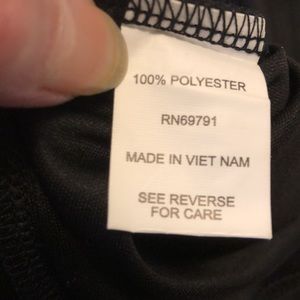 100% POLYESTER
RN69791
MADE IN VIET NAM
SEE REVERSE
FOR CARE